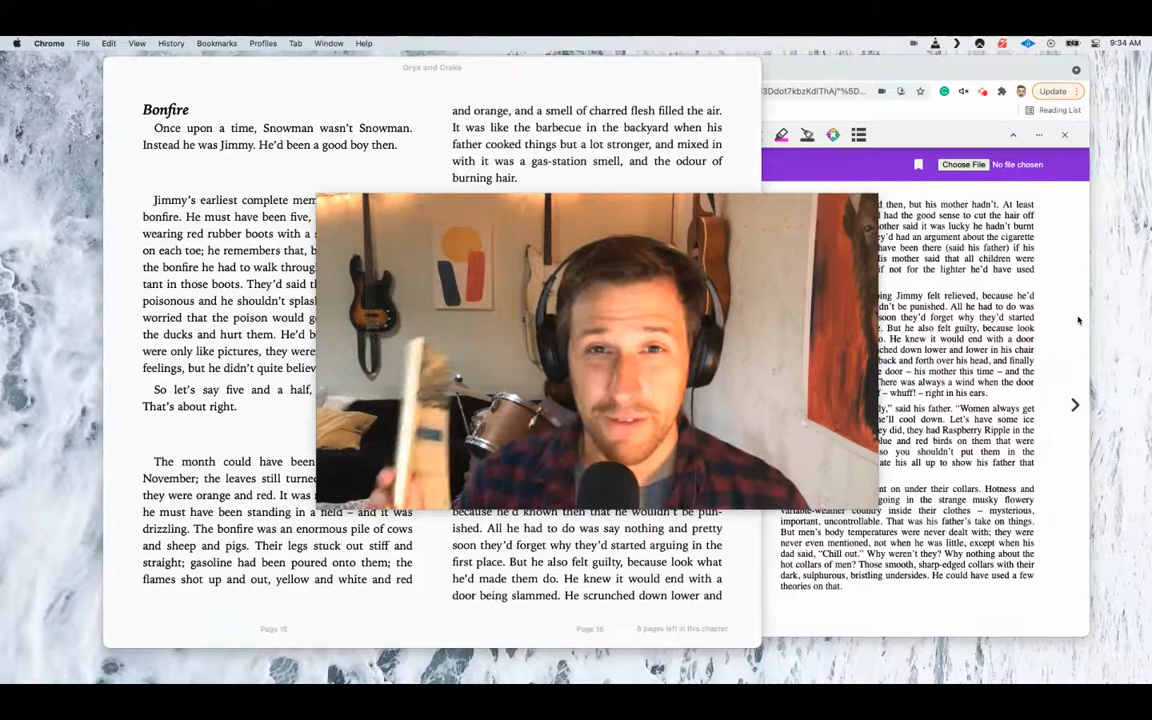 Chrome File Edit View History Bookmarks Profiles Tab Window Help 9:34 AM
Oryx and Crake
Bonfire
Once upon a time, Snowman wasn't Snowman.
Instead he was Jimmy. He'd been a good boy then.
Jimmy's earliest complete mem
bonfire. He must have been five,
wearing red rubber boots with a s
on each toe; he remembers that, b
the bonfire he had to walk throug
tant in those boots. They'd said th
poisonous and he shouldn't splas
worried that the poison would g
the ducks and hurt them. He'd b
were only like pictures, they were
feelings, but he didn't quite believ
So let's say five and a half,
That's about right.
The month could have been
November; the leaves still turne
they were orange and red. It was
he must have been standing in a field – and it was
drizzling. The bonfire was an enormous pile of cows
and sheep and pigs. Their legs stuck out stiff and
straight; gasoline had been poured onto them; the
flames shot up and out, yellow and white and red
Page 15
and orange, and a smell of charred flesh filled the air.
It was like the barbecue in the backyard when his
father cooked things but a lot stronger, and mixed in
with it was a gas-station smell, and the odour of
burning hair.
because he'd known then that he wouldn't be pun-
ished. All he had to do was say nothing and pretty
soon they'd forget why they'd started arguing in the
first place. But he also felt guilty, because look what
he'd made them do. He knew it would end with a
door being slammed. He scrunched down lower and
Page 16 6 pages left in this chapter
3Ddot7kbzKdlThAj"%5D... Update
Reading List
Choose File No file chosen
d then, but his mother hadn't. At least
had the good sense to cut the hair off
other said it was lucky he hadn't burnt
y'd had an argument about the cigarette
have been there (said his father) if his
is mother said that all children were
if not for the lighter he'd have used
ing Jimmy felt relieved, because he'd
dn't be punished. All he had to do was
soon they'd forget why they'd started
e. But he also felt guilty, because look
o. He knew it would end with a door
ched down lower and lower in his chair
back and forth over his head, and finally
e door – his mother this time – and the
There was always a wind when the door
f – whuff! – right in his ears.
dy," said his father. "Women always get
he'll cool down. Let's have some ice
ey did, they had Raspberry Ripple in the
blue and red birds on them that were
so you shouldn't put them in the
ate his all up to show his father that
nt on under their collars. Hotness and
going in the strange musky flowery
variable-weather country inside their clothes – mysterious,
important, uncontrollable. That was his father's take on things.
But men's body temperatures were never dealt with; they were
never even mentioned, not when he was little, except when his
dad said, "Chill out." Why weren't they? Why nothing about the
hot collars of men? Those smooth, sharp-edged collars with their
dark, sulphurous, bristling undersides. He could have used a few
theories on that.